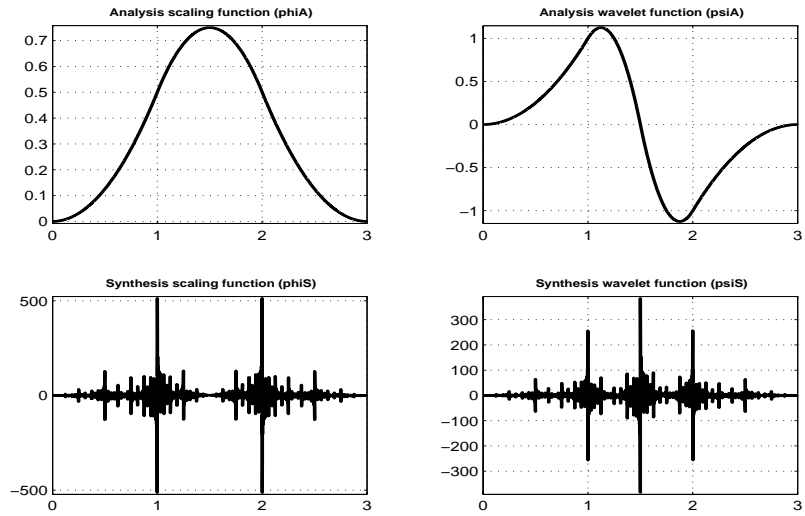 Analysis scaling function (phiA)
0.7
0.6
0.5
0.4
0.3
0.2
0.1
0
0 1 2 3
Analysis wavelet function (psiA)
1
0.5
0
−0.5
−1
0 1 2 3
Synthesis scaling function (phiS)
500
0
−500
0 1 2 3
Synthesis wavelet function (psiS)
300
200
100
0
−100
−200
−300
0 1 2 3